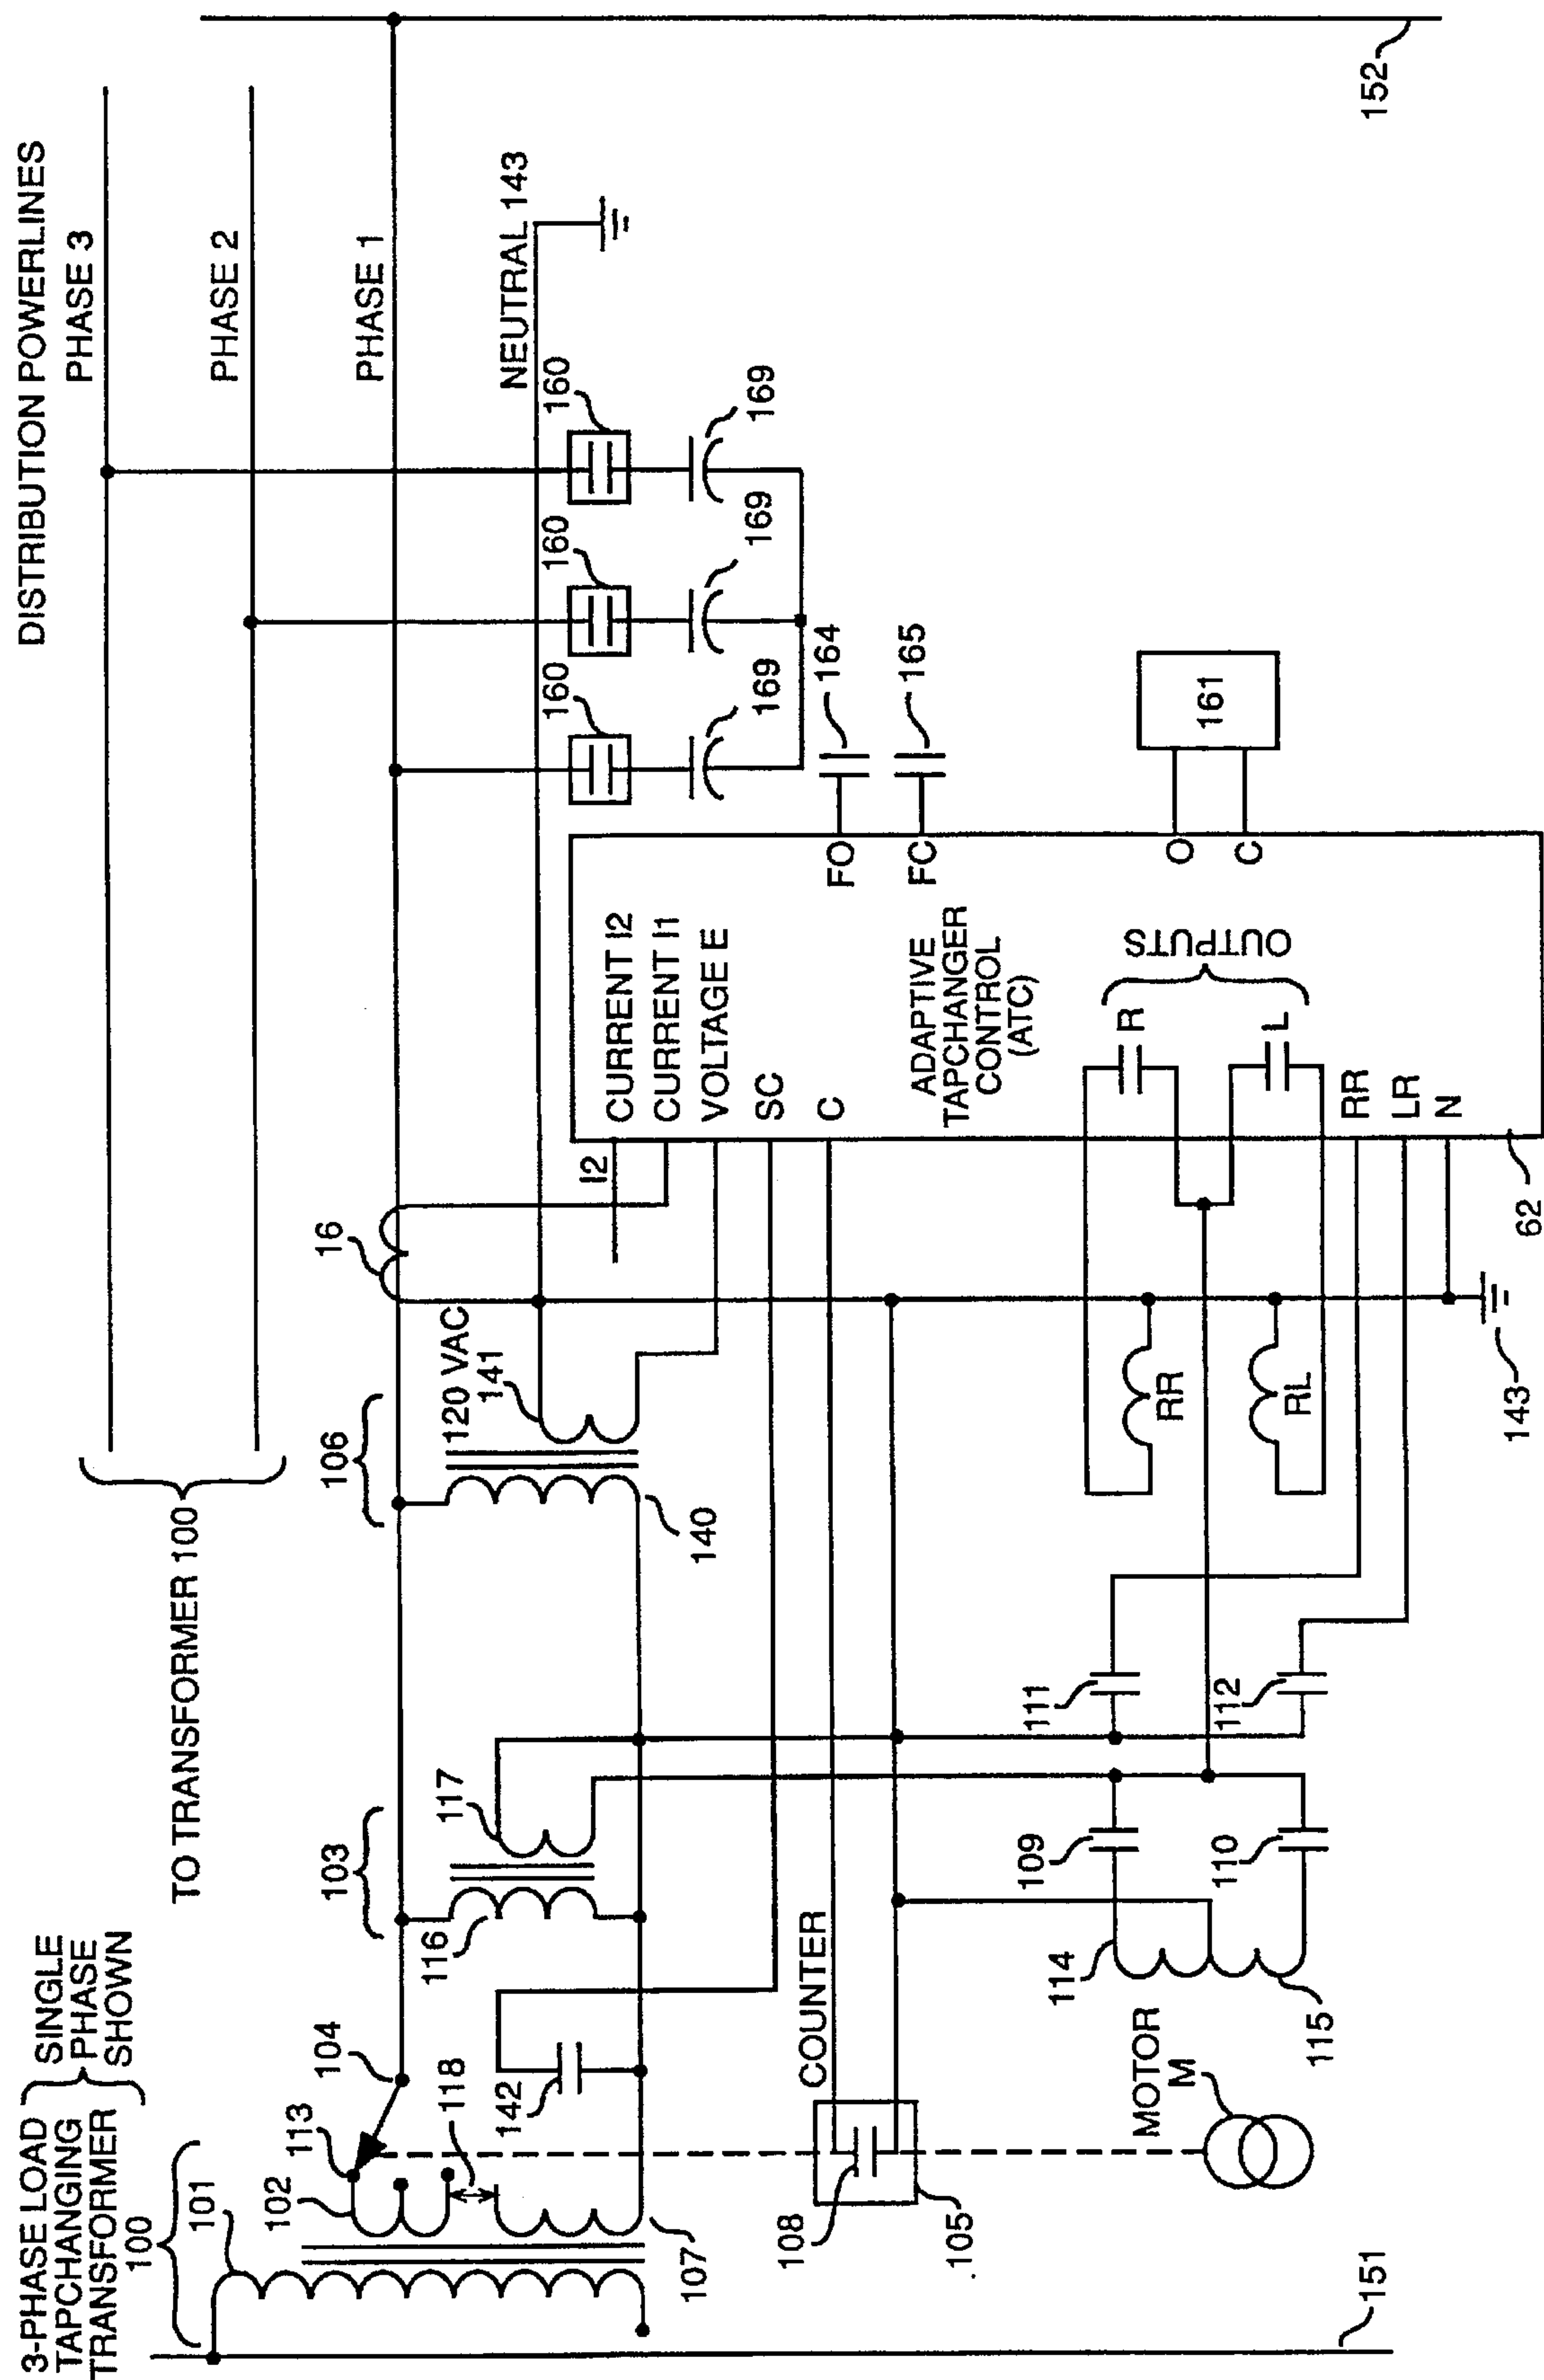 DISTRIBUTION POWERLINES
PHASE 3
PHASE 2
PHASE 1
NEUTRAL 143
TO TRANSFORMER 100
3-PHASE LOAD
TAPCHANGING
TRANSFORMER
100
SINGLE
PHASE
SHOWN
101
102
113
104
118
107
142
103
116
117
106
120 VAC
141
140
16
I2
160
160
160
169
169
169
152
CURRENT I2
CURRENT I1
VOLTAGE E
SC
C
ADAPTIVE
TAPCHANGER
CONTROL
(ATC)
FO
FC
164
165
O
C
161
OUTPUTS
R
L
RR
LR
N
62
143
RR
RL
COUNTER
108
105
109
110
111
112
114
115
MOTOR
M
151